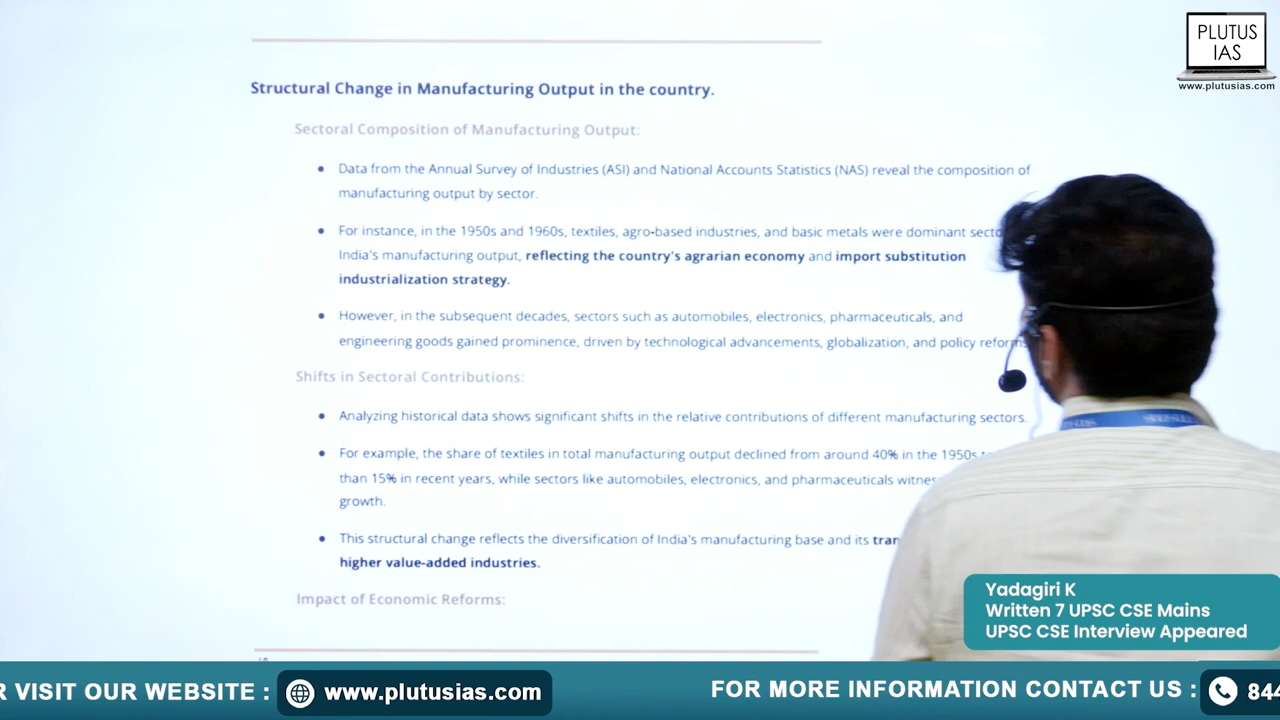 PLUTUS
IAS
www.plutusias.com
Structural Change in Manufacturing Output in the country.
Sectoral Composition of Manufacturing Output:
• Data from the Annual Survey of Industries (ASI) and National Accounts Statistics (NAS) reveal the composition of
manufacturing output by sector.
• For instance, in the 1950s and 1960s, textiles, agro-based industries, and basic metals were dominant
India's manufacturing output, reflecting the country's agrarian economy and import substitution
industrialization strategy.
• However, in the subsequent decades, sectors such as automobiles, electronics, pharmaceuticals, and
engineering goods gained prominence, driven by technological advancements, globalization, and policy reforms
Shifts in Sectoral Contributions:
• Analyzing historical data shows significant shifts in the relative contributions of different manufacturing sectors.
• For example, the share of textiles in total manufacturing output declined from around 40% in the 1950s
than 15% in recent years, while sectors like automobiles, electronics, and pharmaceuticals
growth.
• This structural change reflects the diversification of India's manufacturing base and its
higher value-added industries.
Impact of Economic Reforms:
Yadagiri K
Written 7 UPSC CSE Mains
UPSC CSE Interview Appeared
R VISIT OUR WEBSITE : www.plutusias.com FOR MORE INFORMATION CONTACT US : 844